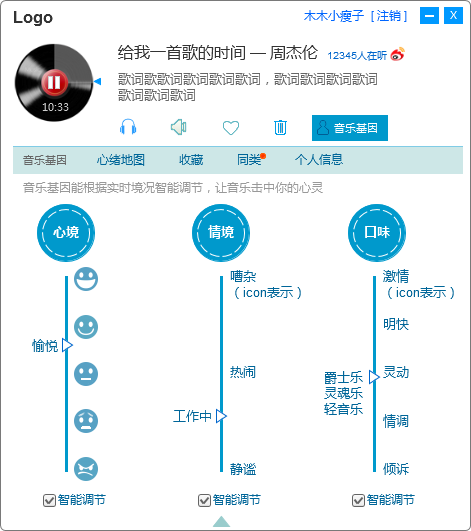 Logo
木木小瘦子 [ 注销 ]
给我一首歌的时间 — 周杰伦 12345人在听
歌词歌歌词歌词歌词歌词，歌词歌词歌词歌词
歌词歌词歌词
10:33
音乐基因
音乐基因 心绪地图 收藏 同类 个人信息
音乐基因能根据实时境况智能调节，让音乐击中你的心灵
心境 情境 口味
嘈杂
（icon表示）
激情
（icon表示）
明快
愉悦
热闹
灵动
爵士乐
灵魂乐
轻音乐
工作中
情调
静谧
倾诉
智能调节 智能调节 智能调节